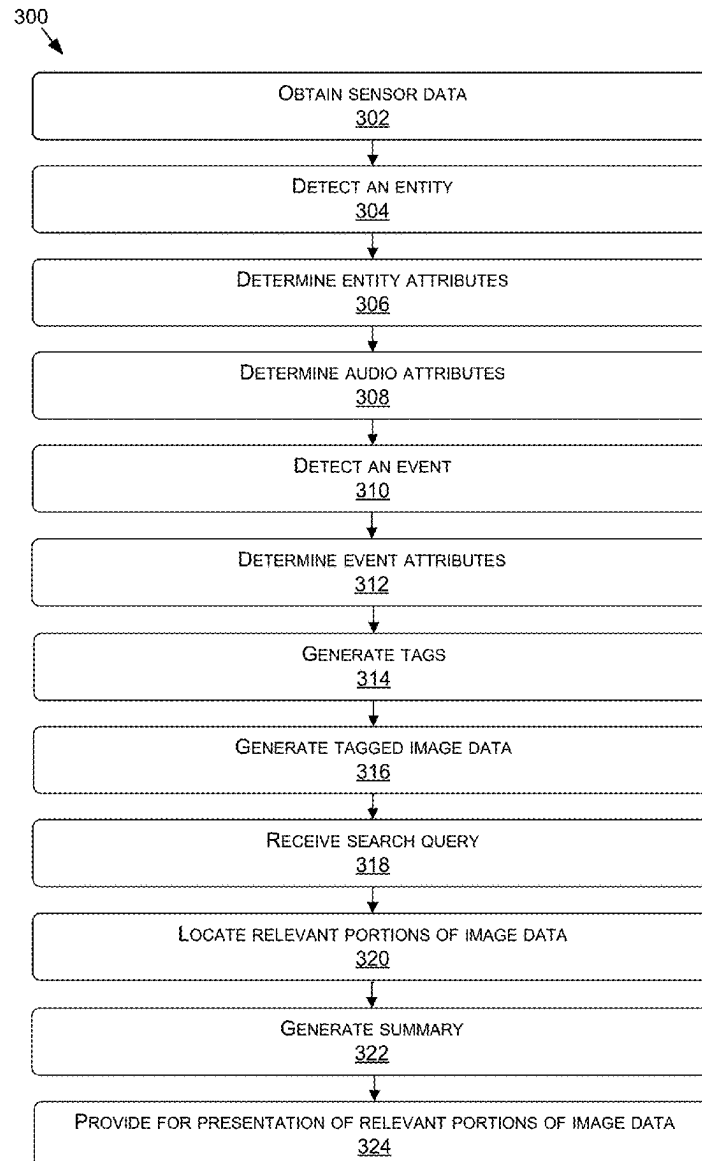 300
OBTAIN SENSOR DATA
302
DETECT AN ENTITY
304
DETERMINE ENTITY ATTRIBUTES
306
DETERMINE AUDIO ATTRIBUTES
308
DETECT AN EVENT
310
DETERMINE EVENT ATTRIBUTES
312
GENERATE TAGS
314
GENERATE TAGGED IMAGE DATA
316
RECEIVE SEARCH QUERY
318
LOCATE RELEVANT PORTIONS OF IMAGE DATA
320
GENERATE SUMMARY
322
PROVIDE FOR PRESENTATION OF RELEVANT PORTIONS OF IMAGE DATA
324